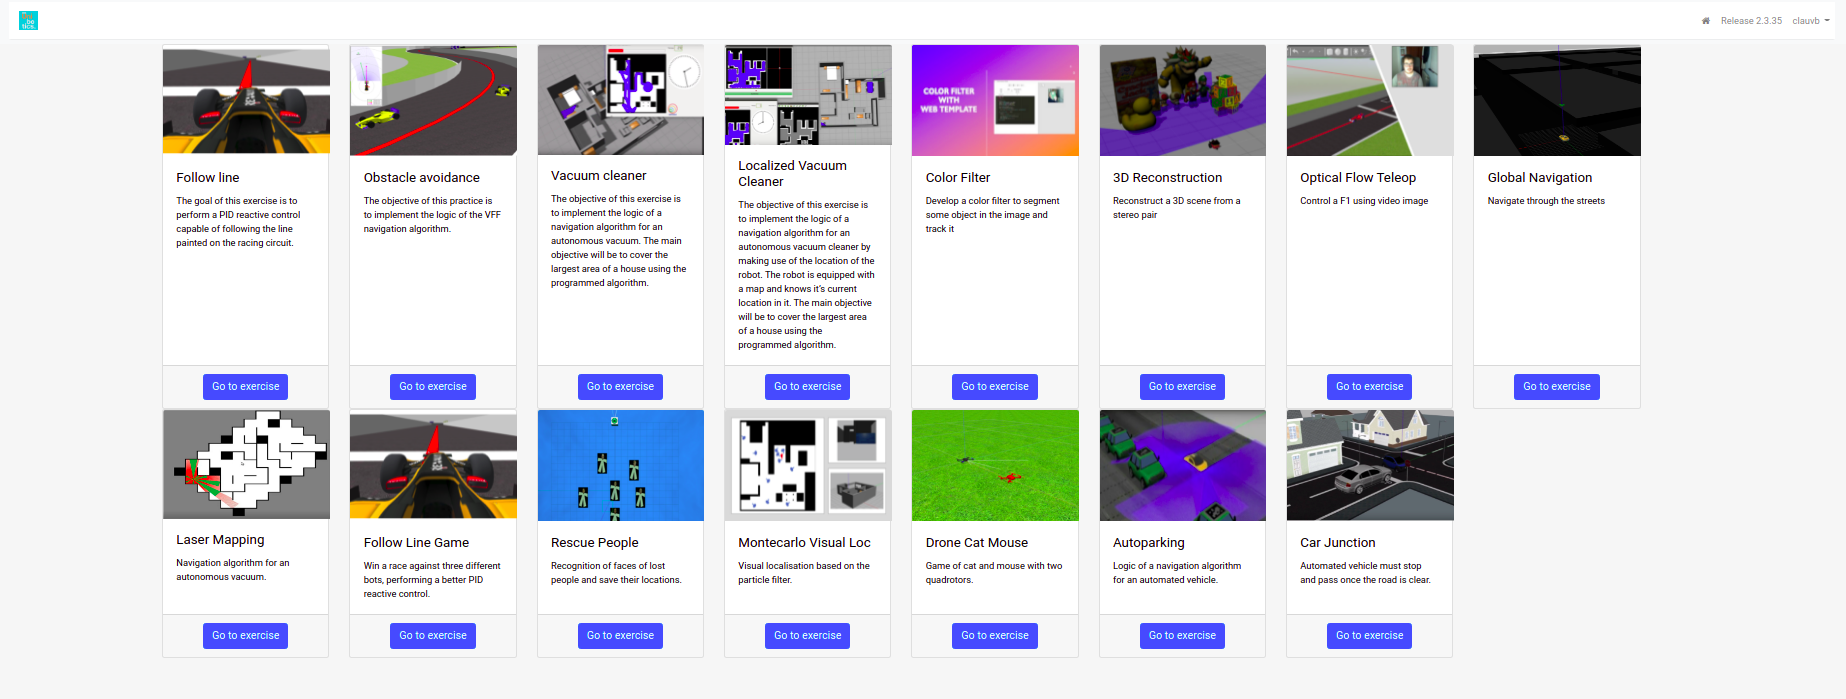 Release 2.3.35
clauvb
COLOR FILTER
WITH
WEB TEMPLATE
Follow line
The goal of this exercise is to
perform a PID reactive control
capable of following the line
painted on the racing circuit.
Go to exercise
Obstacle avoidance
The objective of this practice is
to implement the logic of the VFF
navigation algorithm.
Go to exercise
Vacuum cleaner
The objective of this exercise is
to implement the logic of a
navigation algorithm for an
autonomous vacuum. The main
objective will be to cover the
largest area of a house using the
programmed algorithm.
Go to exercise
Localized Vacuum
Cleaner
The objective of this exercise is
to implement the logic of a
navigation algorithm for an
autonomous vacuum cleaner by
making use of the location of the
robot. The robot is equipped with
a map and knows it's current
location in it. The main objective
will be to cover the largest area
of a house using the
programmed algorithm.
Go to exercise
Color Filter
Develop a color filter to segment
some object in the image and
track it
Go to exercise
3D Reconstruction
Reconstruct a 3D scene from a
stereo pair
Go to exercise
Optical Flow Teleop
Control a F1 using video image
Go to exercise
Global Navigation
Navigate through the streets
Go to exercise
Laser Mapping
Navigation algorithm for an
autonomous vacuum.
Go to exercise
Follow Line Game
Win a race against three different
bots, performing a better PID
reactive control.
Go to exercise
Rescue People
Recognition of faces of lost
people and save their locations.
Go to exercise
Montecarlo Visual Loc
Visual localisation based on the
particle filter.
Go to exercise
Drone Cat Mouse
Game of cat and mouse with two
quadrotors.
Go to exercise
Autoparking
Logic of a navigation algorithm
for an automated vehicle.
Go to exercise
Car Junction
Automated vehicle must stop
and pass once the road is clear.
Go to exercise